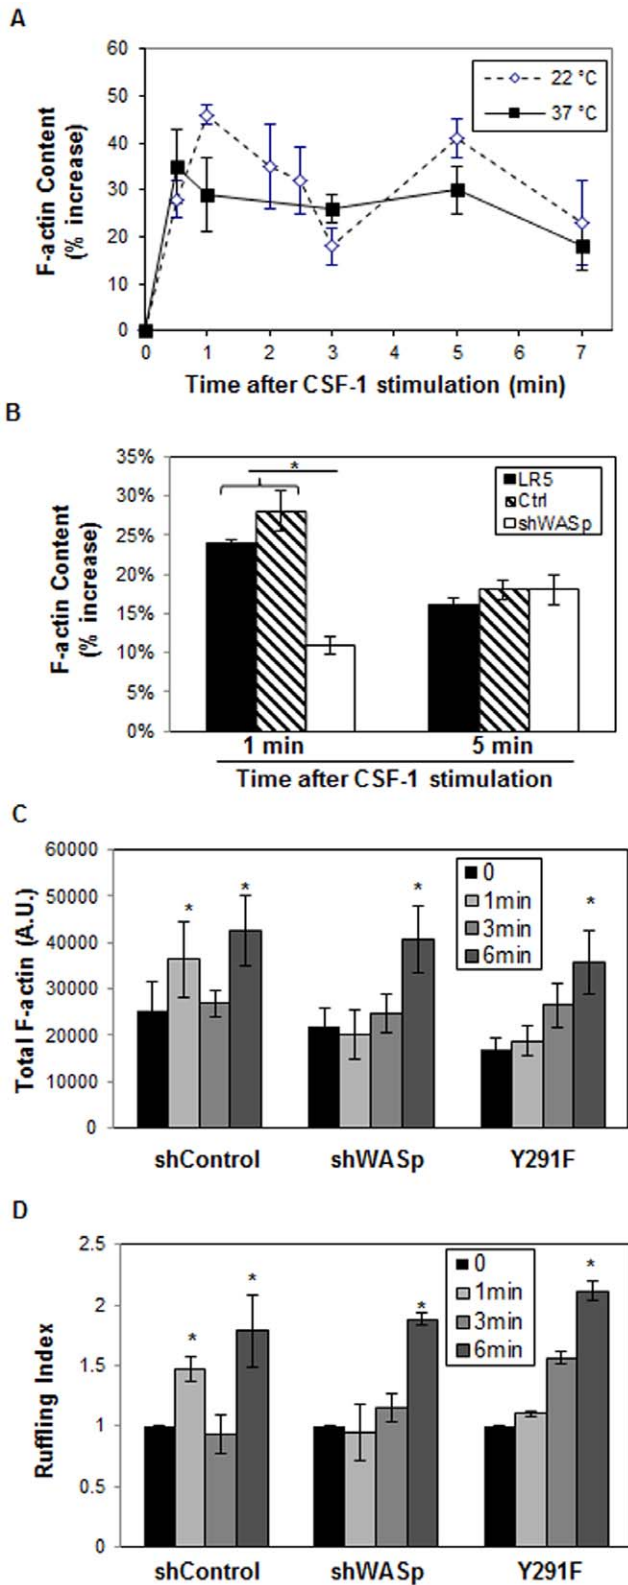 A
60
50
40
30
20
10
0
F-actin Content
(% increase)
22 °C
37 °C
0 1 2 3 4 5 6 7
Time after CSF-1 stimulation (min)
B
35%
30%
25%
20%
15%
10%
5%
0%
F-actin Content
(% increase)
*
LR5
Ctrl
shWASp
1 min 5 min
Time after CSF-1 stimulation
C
60000
50000
40000
30000
20000
10000
0
Total F-actin (A.U.)
* * * *
0
1min
3min
6min
shControl shWASp Y291F
D
2.5
2
1.5
1
0.5
0
Ruffling Index
* * * *
0
1min
3min
6min
shControl shWASp Y291F